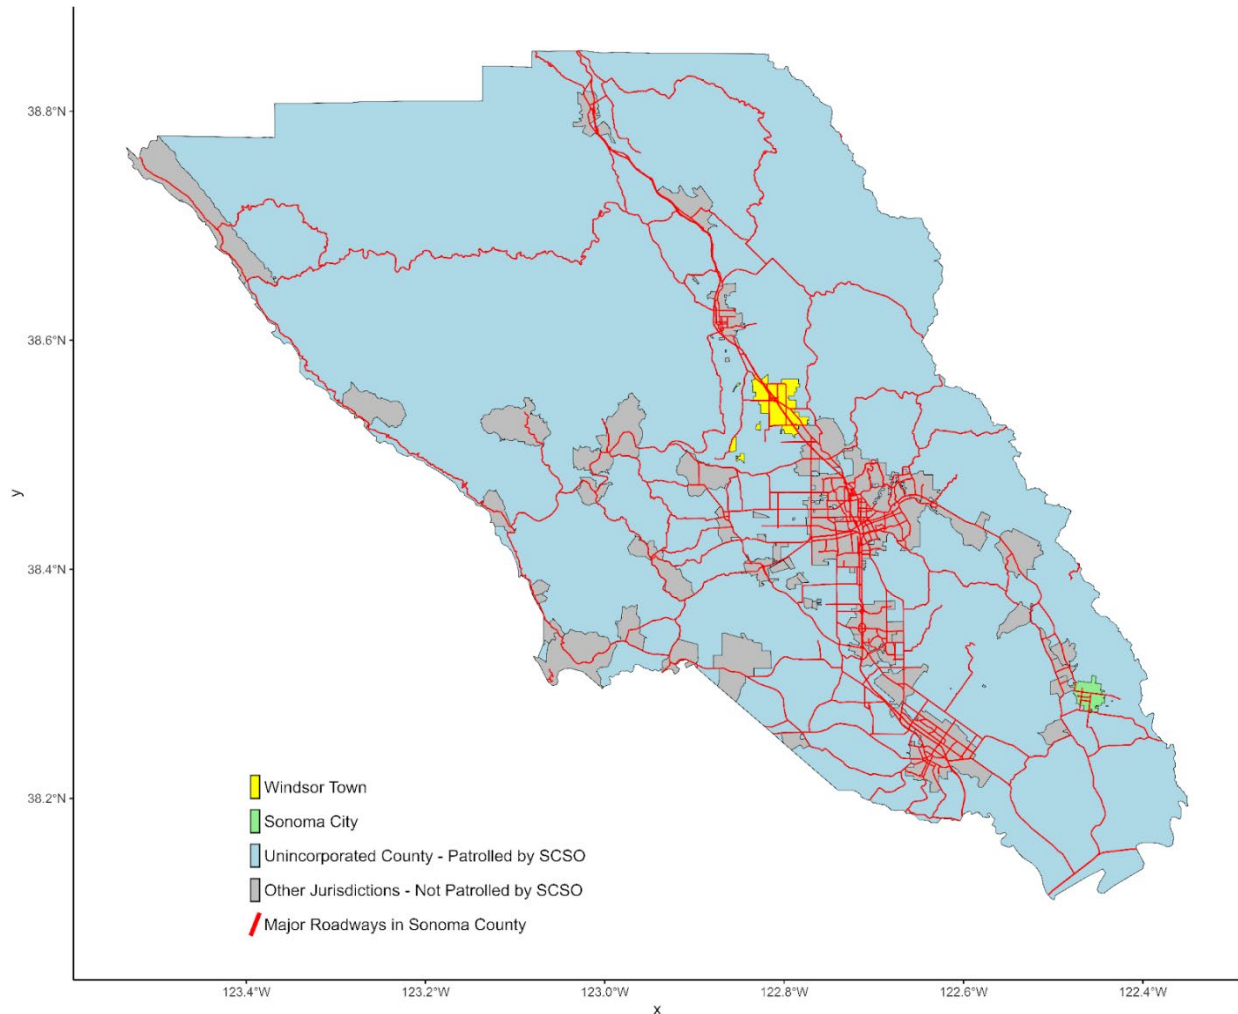 38.8°N
38.6°N
y
38.4°N
38.2°N
Windsor Town
Sonoma City
Unincorporated County - Patrolled by SCSO
Other Jurisdictions - Not Patrolled by SCSO
Major Roadways in Sonoma County
123.4°W 123.2°W 123.0°W 122.8°W 122.6°W 122.4°W
x